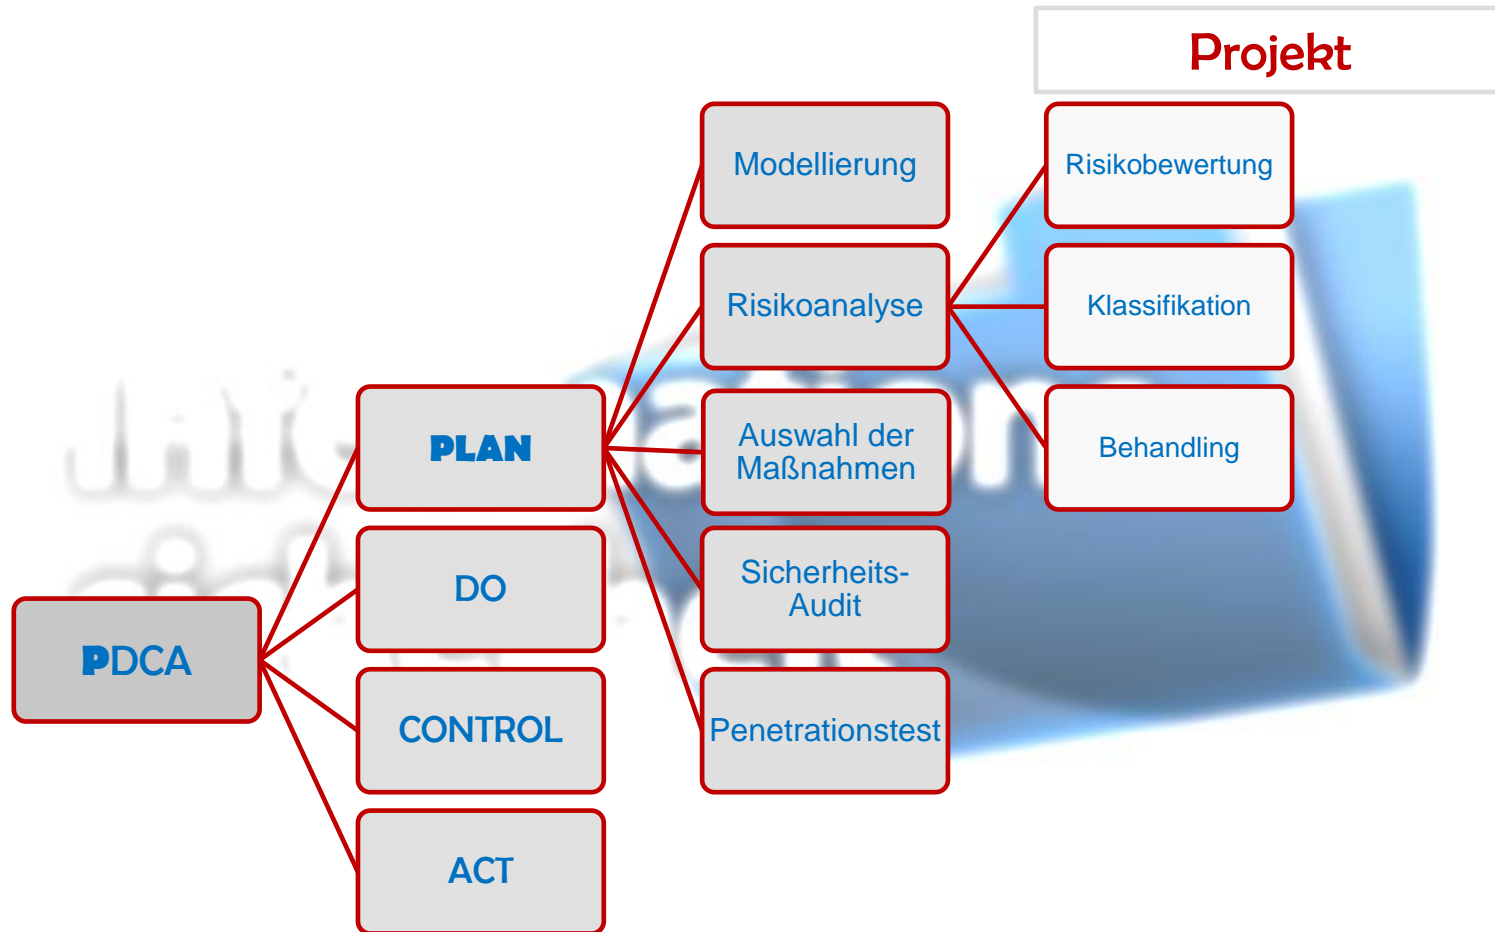 Projekt
Modellierung
Risikobewertung
Risikoanalyse
Klassifikation
PLAN
Auswahl der
Maßnahmen
Behandling
DO
Sicherheits-
Audit
PDCA
CONTROL
Penetrationstest
ACT